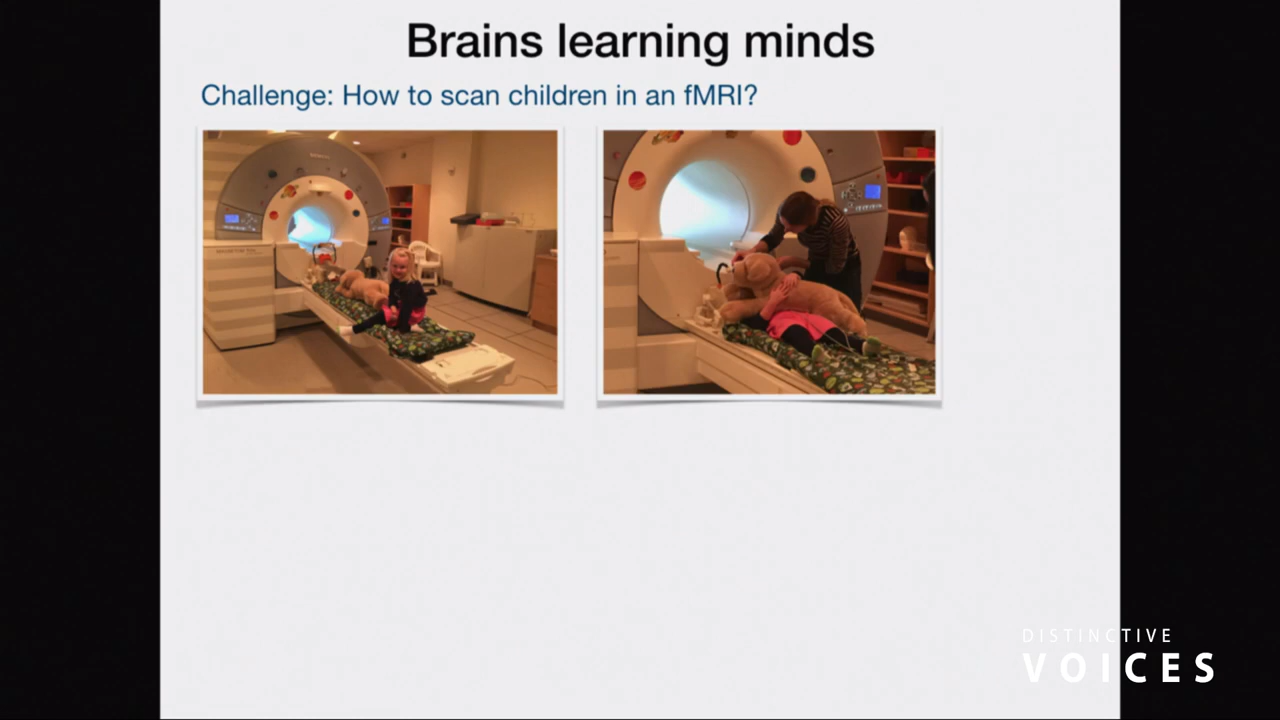 Brains learning minds
Challenge: How to scan children in an fMRI?
DISTINCTIVE
VOICES